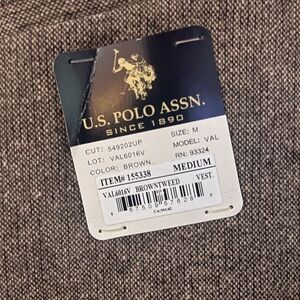 U.S. POLO ASSN.
SINCE 1890
CUT: 549202UP
SIZE: M
LOT: VAL6016V
MODEL: VAL
COLOR: BROWN
RN: 93324
ITEM# 155338
MEDIUM
VAL6016V BROWNTWEED
VEST.